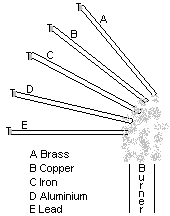 T A
T B
T C
T D
T E
A Brass
B Copper
C Iron
D Aluminium
E Lead
Burner